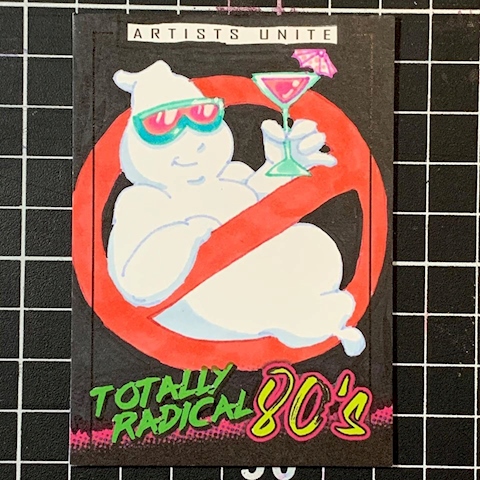 ARTISTS UNITE
TOTALLY
RADICAL 80's